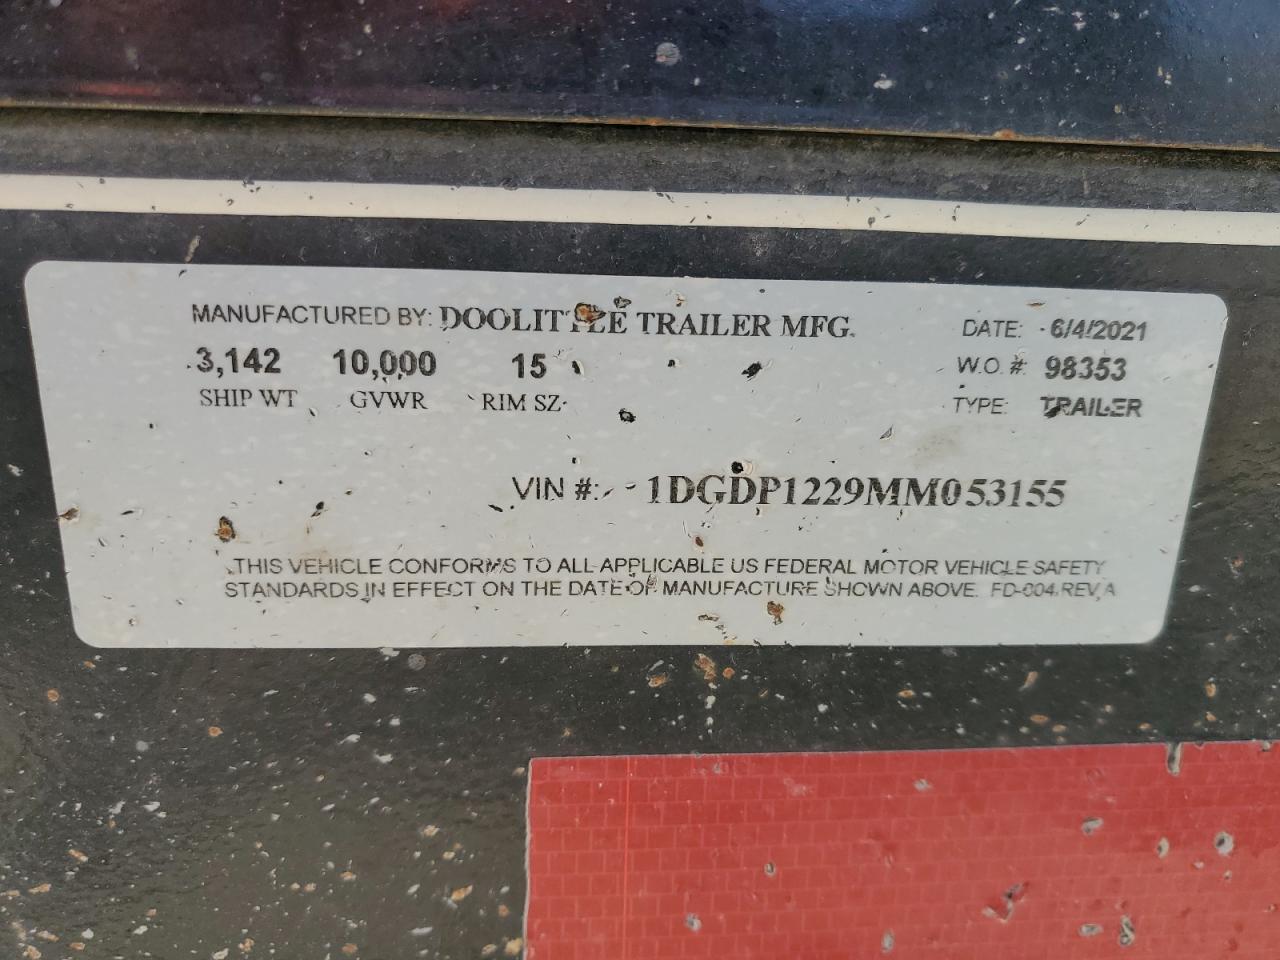 MANUFACTURED BY: DOOLITTLE TRAILER MFG.
DATE: 6/4/2021
3,142 10,000 15
W.O. #: 98353
SHIP WT GVWR RIM SZ
TYPE: TRAILER
VIN #: 1DGDP1229MM053155
THIS VEHICLE CONFORMS TO ALL APPLICABLE US FEDERAL MOTOR VEHICLE SAFETY
STANDARDS IN EFFECT ON THE DATE OF MANUFACTURE SHOWN ABOVE. FD-004 REV A